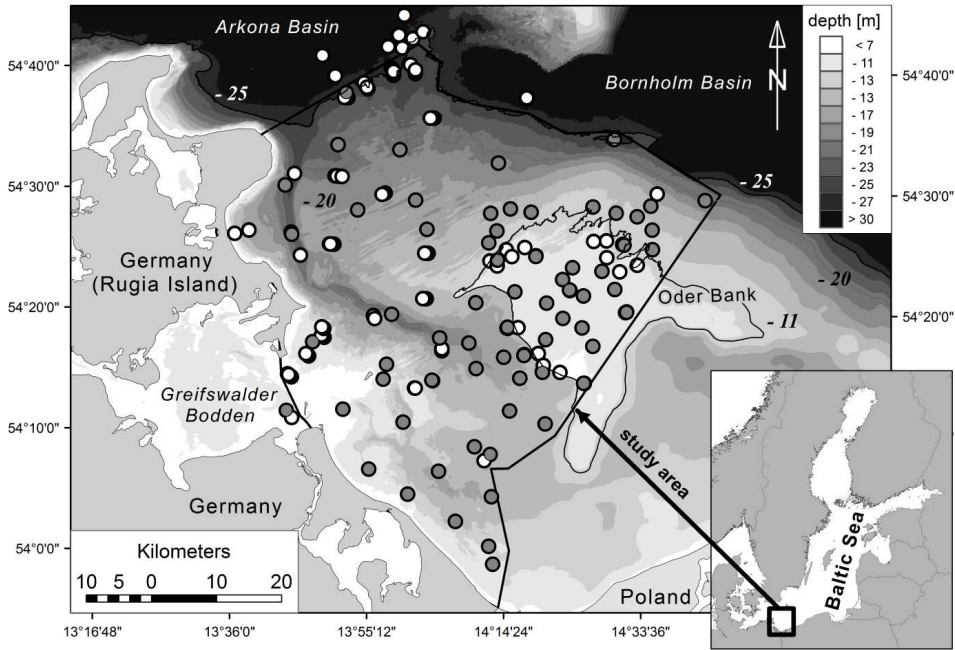 Arkona Basin
depth [m]
< 7
- 11
- 13
- 13
- 17
- 19
- 21
- 23
- 25
- 27
> 30
N
Bornholm Basin
- 25
- 25
- 20
- 20
- 11
Germany
(Rugia Island)
Oder Bank
Greifswalder
Bodden
study area
Germany
Poland
Baltic Sea
Kilometers
10 5 0 10 20
54°40'0"
54°30'0"
54°20'0"
54°10'0"
54°0'0"
54°40'0"
54°30'0"
54°20'0"
13°16'48"
13°36'0"
13°55'12"
14°14'24"
14°33'36"